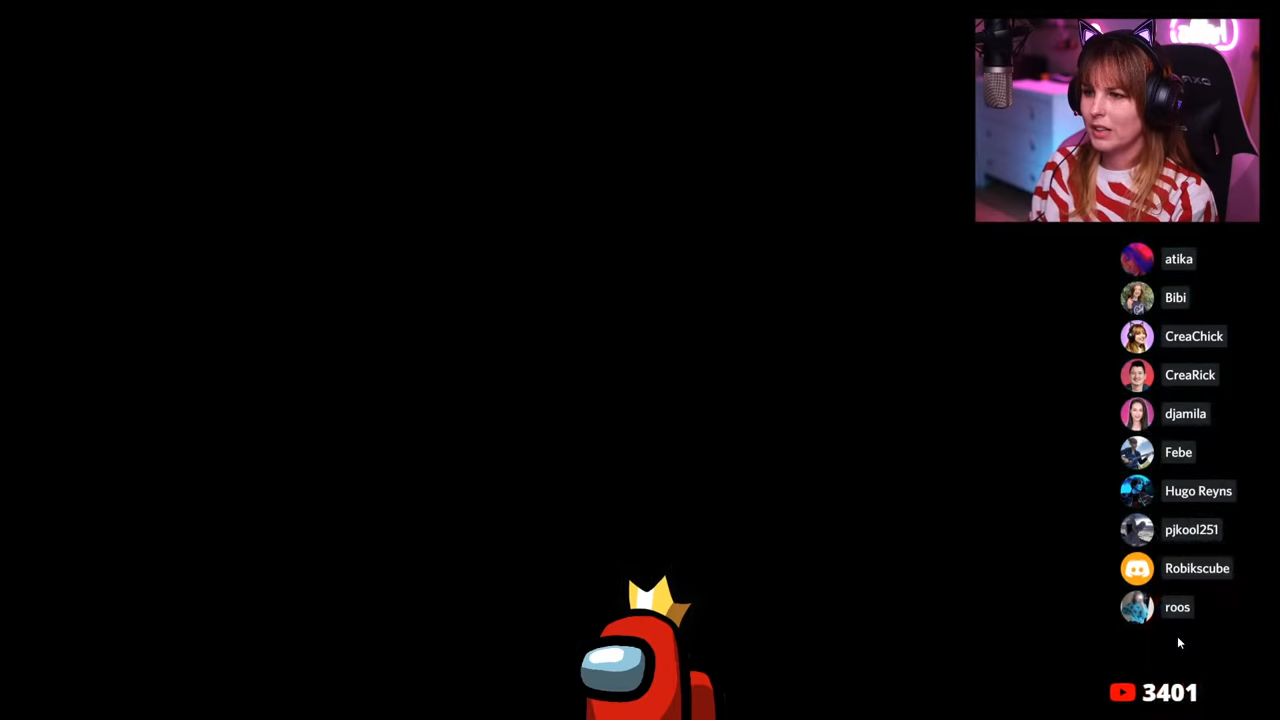 atika
Bibi
CreaChick
CreaRick
djamila
Febe
Hugo Reyns
pjkool251
Robikscube
roos
3401